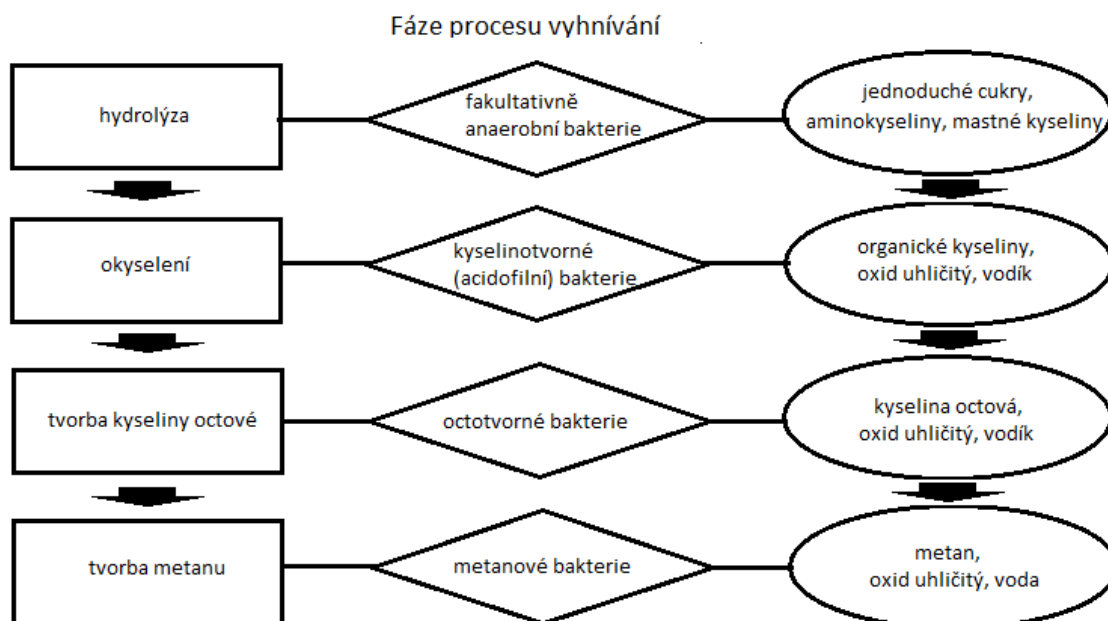 Fáze procesu vyhnívání
hydrolýza
fakultativně
anaerobní bakterie
jednoduché cukry,
aminokyseliny, mastné kyseliny
okyselení
kyselinotvorné
(acidofilní) bakterie
organické kyseliny,
oxid uhličitý, vodík
tvorba kyseliny octové
octotvorné bakterie
kyselina octová,
oxid uhličitý, vodík
tvorba metanu
metanové bakterie
metan,
oxid uhličitý, voda